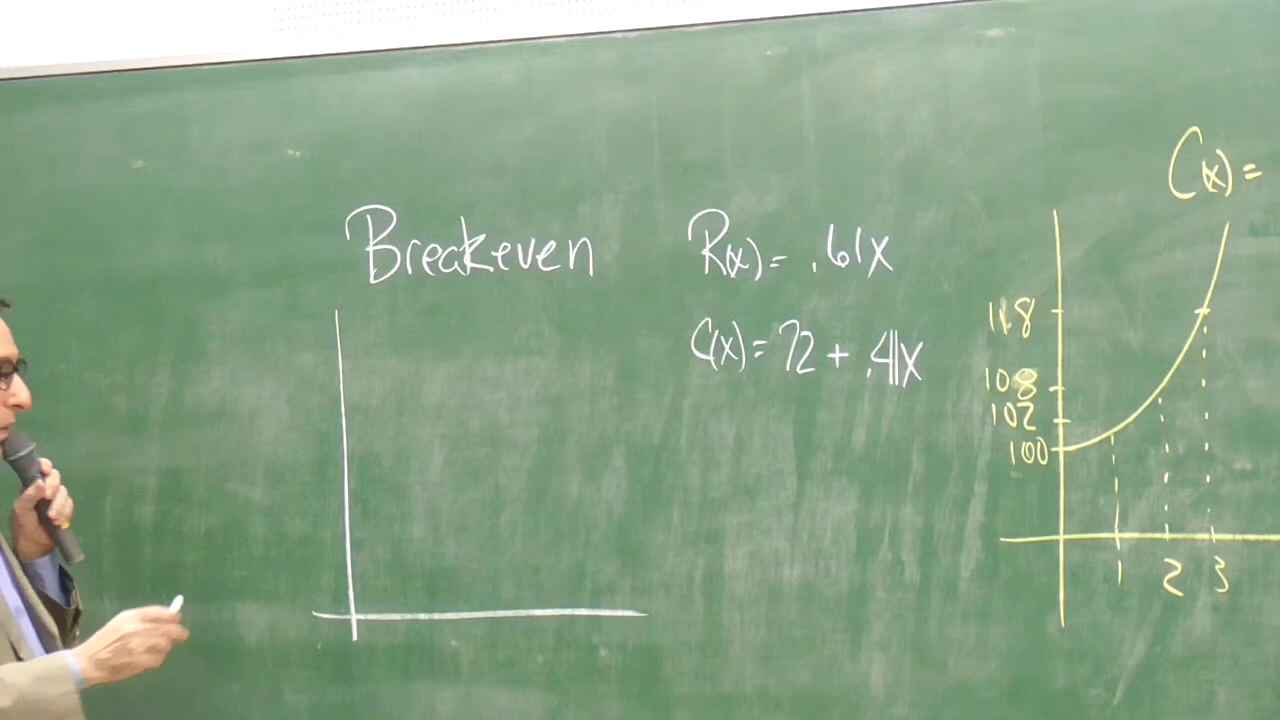 Breakeven
R(x) = .61x
C(x) = 72 + .41x
C(x) =
118
108
102
100
1 2 3